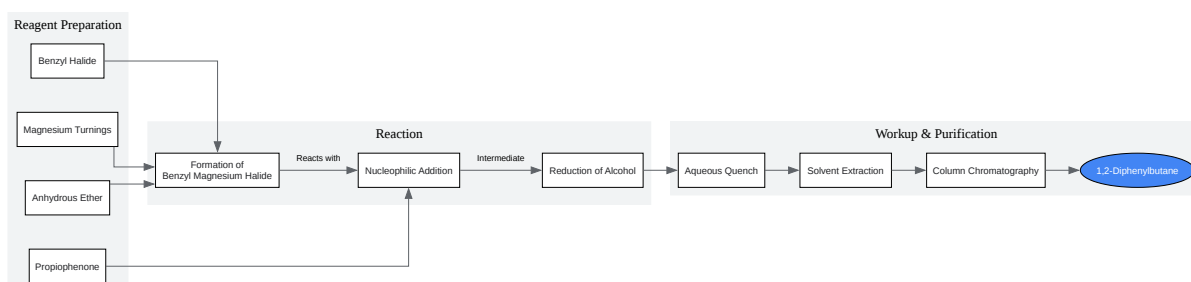 Reagent Preparation
Benzyl Halide
Magnesium Turnings
Anhydrous Ether
Propiophenone
Reaction
Formation of
Benzyl Magnesium Halide
Reacts with
Nucleophilic Addition
Intermediate
Reduction of Alcohol
Workup & Purification
Aqueous Quench
Solvent Extraction
Column Chromatography
1,2-Diphenylbutane